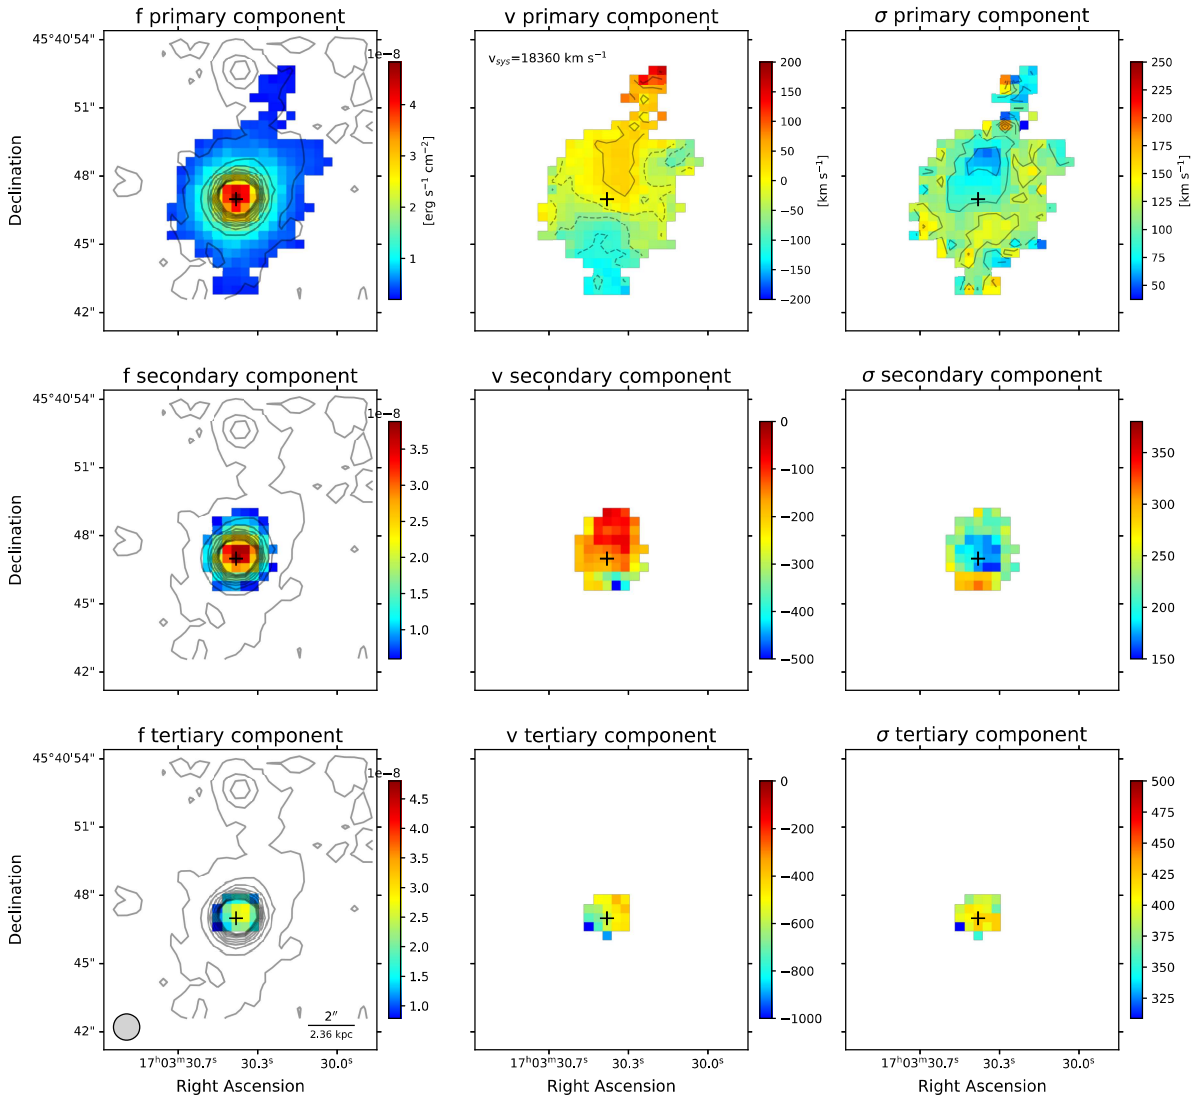 f primary component
v primary component
σ primary component
45°40'54"
51"
48"
45"
42"
Declination
1e−8
4
3
2
1
[erg s⁻¹ cm⁻²]
v_sys=18360 km s⁻¹
200
150
100
50
0
−50
−100
−150
−200
[km s⁻¹]
250
225
200
175
150
125
100
75
50
[km s⁻¹]
f secondary component
v secondary component
σ secondary component
45°40'54"
51"
48"
45"
42"
Declination
1e−8
3.5
3.0
2.5
2.0
1.5
1.0
0
−100
−200
−300
−400
−500
350
300
250
200
150
f tertiary component
v tertiary component
σ tertiary component
45°40'54"
51"
48"
45"
42"
Declination
1e−8
4.5
4.0
3.5
3.0
2.5
2.0
1.5
1.0
2"
2.36 kpc
0
−200
−400
−600
−800
−1000
500
475
450
425
400
375
350
325
17ʰ03ᵐ30.7ˢ 30.3ˢ 30.0ˢ
17ʰ03ᵐ30.7ˢ 30.3ˢ 30.0ˢ
17ʰ03ᵐ30.7ˢ 30.3ˢ 30.0ˢ
Right Ascension
Right Ascension
Right Ascension